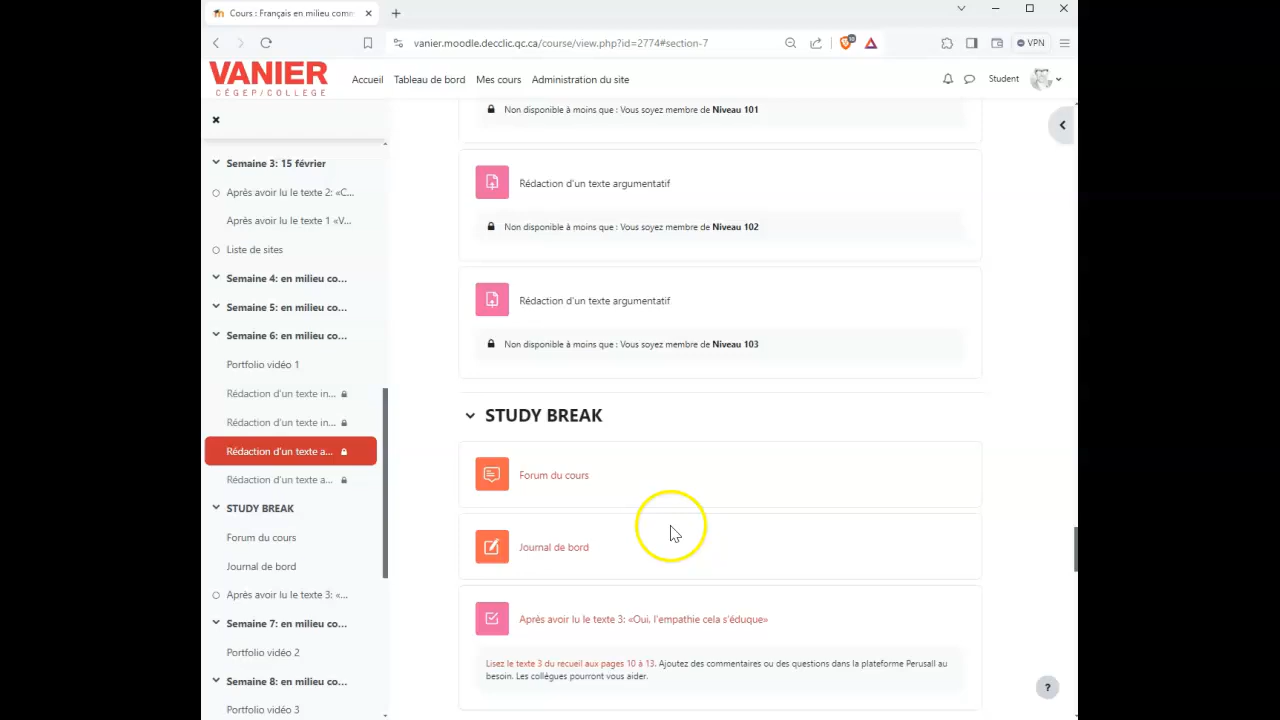 Cours : Français en milieu com
vanier.moodle.decclic.qc.ca/course/view.php?id=2774#section-7
VPN
VANIER
CÉGEP/COLLEGE
Accueil Tableau de bord Mes cours Administration du site
Student
Semaine 3: 15 février
Après avoir lu le texte 2: «C...
Après avoir lu le texte 1 «V...
Liste de sites
Semaine 4: en milieu co...
Semaine 5: en milieu co...
Semaine 6: en milieu co...
Portfolio vidéo 1
Rédaction d'un texte in...
Rédaction d'un texte in...
Rédaction d'un texte a...
Rédaction d'un texte a...
STUDY BREAK
Forum du cours
Journal de bord
Après avoir lu le texte 3: «...
Semaine 7: en milieu co...
Portfolio vidéo 2
Semaine 8: en milieu co...
Portfolio vidéo 3
Non disponible à moins que : Vous soyez membre de Niveau 101
Rédaction d'un texte argumentatif
Non disponible à moins que : Vous soyez membre de Niveau 102
Rédaction d'un texte argumentatif
Non disponible à moins que : Vous soyez membre de Niveau 103
STUDY BREAK
Forum du cours
Journal de bord
Après avoir lu le texte 3: «Oui, l'empathie cela s'éduque»
Lisez le texte 3 du recueil aux pages 10 à 13. Ajoutez des commentaires ou des questions dans la plateforme Perusall au
besoin. Les collègues pourront vous aider.
?